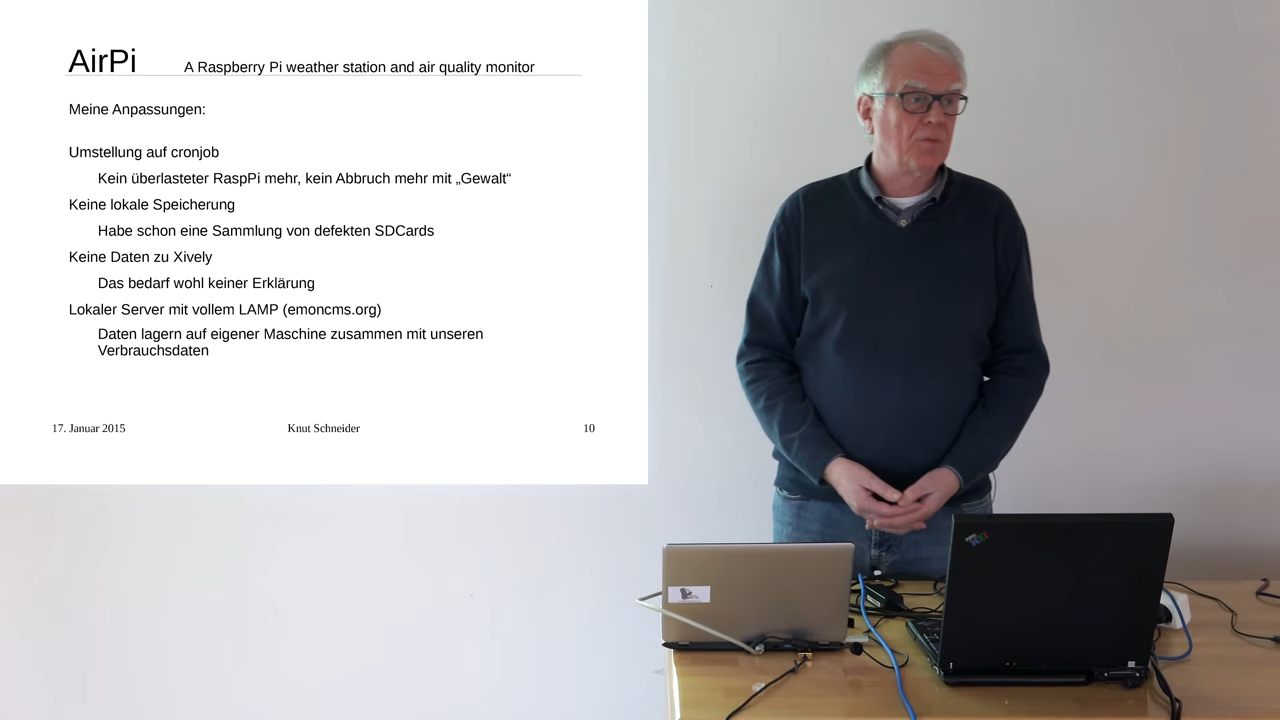 AirPi A Raspberry Pi weather station and air quality monitor
Meine Anpassungen:
Umstellung auf cronjob
Kein überlasteter RaspPi mehr, kein Abbruch mehr mit „Gewalt“
Keine lokale Speicherung
Habe schon eine Sammlung von defekten SDCards
Keine Daten zu Xively
Das bedarf wohl keiner Erklärung
Lokaler Server mit vollem LAMP (emoncms.org)
Daten lagern auf eigener Maschine zusammen mit unseren
Verbrauchsdaten
17. Januar 2015 Knut Schneider 10